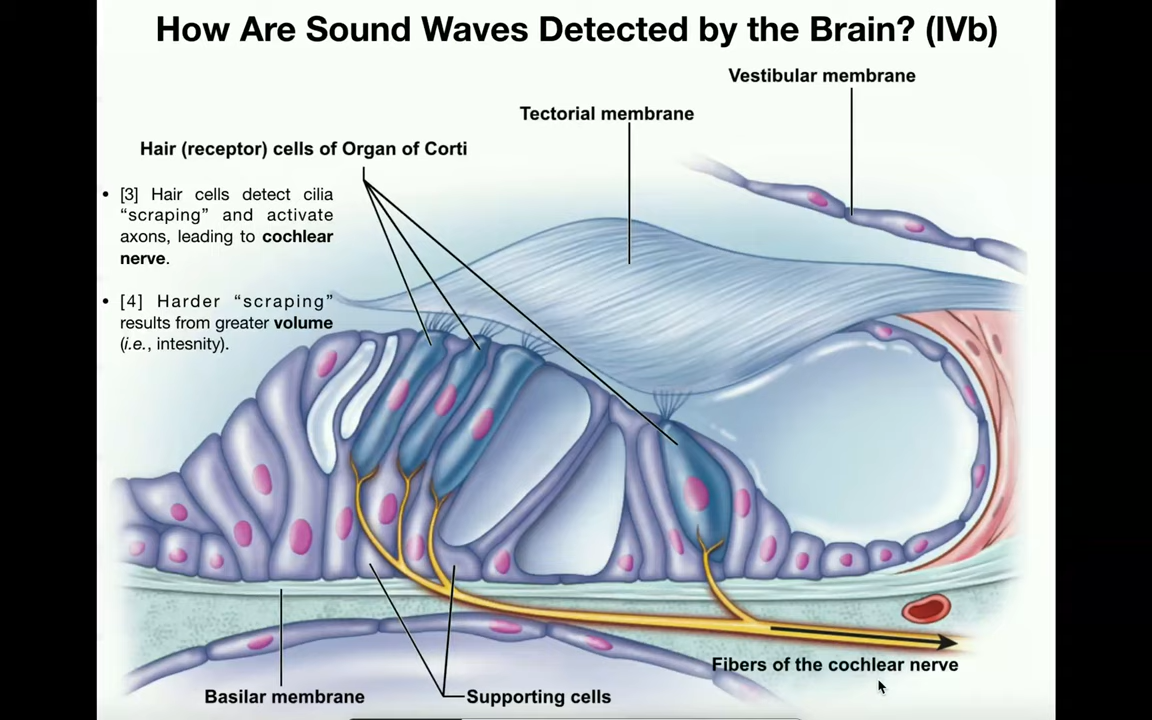 How Are Sound Waves Detected by the Brain? (IVb)
Vestibular membrane
Tectorial membrane
Hair (receptor) cells of Organ of Corti
• [3] Hair cells detect cilia
“scraping” and activate
axons, leading to cochlear
nerve.
• [4] Harder “scraping”
results from greater volume
(i.e., intesnity).
Fibers of the cochlear nerve
Basilar membrane
Supporting cells